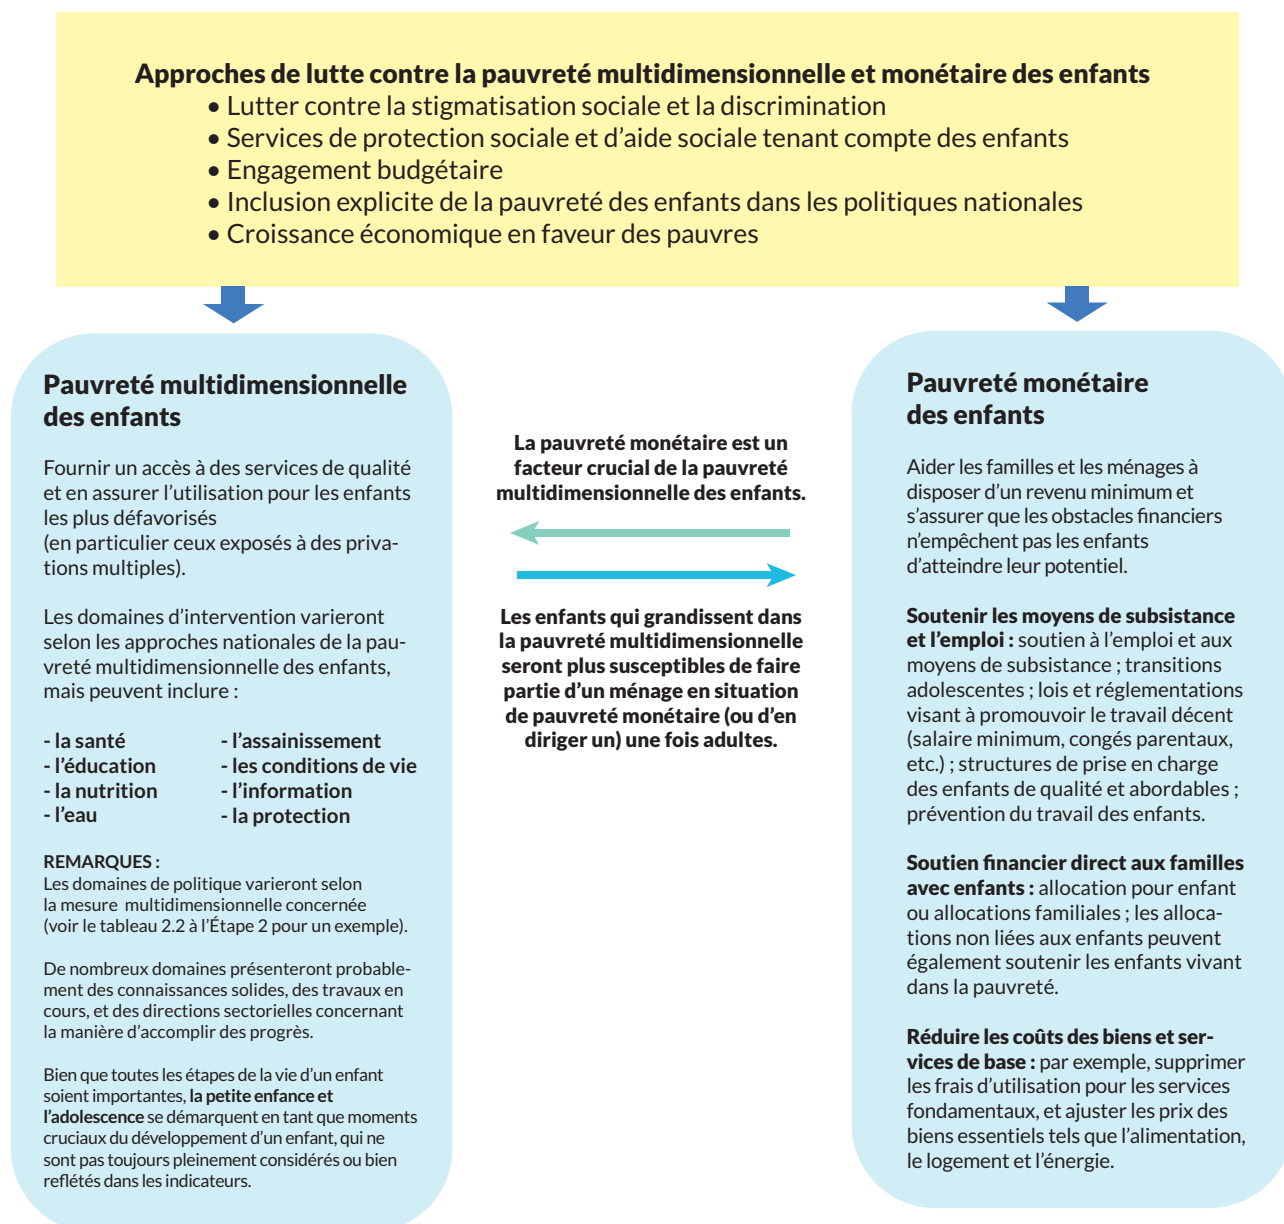 Approches de lutte contre la pauvreté multidimensionnelle et monétaire des enfants
• Lutter contre la stigmatisation sociale et la discrimination
• Services de protection sociale et d'aide sociale tenant compte des enfants
• Engagement budgétaire
• Inclusion explicite de la pauvreté des enfants dans les politiques nationales
• Croissance économique en faveur des pauvres
Pauvreté multidimensionnelle
des enfants
Fournir un accès à des services de qualité
et en assurer l'utilisation pour les enfants
les plus défavorisés
(en particulier ceux exposés à des priva-
tions multiples).
Les domaines d'intervention varieront
selon les approches nationales de la pau-
vreté multidimensionnelle des enfants,
mais peuvent inclure :
- la santé
- l'éducation
- la nutrition
- l'eau
- l'assainissement
- les conditions de vie
- l'information
- la protection
REMARQUES :
Les domaines de politique varieront selon
la mesure multidimensionnelle concernée
(voir le tableau 2.2 à l'Étape 2 pour un exemple).
De nombreux domaines présenteront probable-
ment des connaissances solides, des travaux en
cours, et des directions sectorielles concernant
la manière d'accomplir des progrès.
Bien que toutes les étapes de la vie d'un enfant
soient importantes, la petite enfance et
l'adolescence se démarquent en tant que moments
cruciaux du développement d'un enfant, qui ne
sont pas toujours pleinement considérés ou bien
reflétés dans les indicateurs.
La pauvreté monétaire est un
facteur crucial de la pauvreté
multidimensionnelle des enfants.
Les enfants qui grandissent dans
la pauvreté multidimensionnelle
seront plus susceptibles de faire
partie d'un ménage en situation
de pauvreté monétaire (ou d'en
diriger un) une fois adultes.
Pauvreté monétaire
des enfants
Aider les familles et les ménages à
disposer d'un revenu minimum et
s'assurer que les obstacles financiers
n'empêchent pas les enfants
d'atteindre leur potentiel.
Soutenir les moyens de subsistance
et l'emploi : soutien à l'emploi et aux
moyens de subsistance ; transitions
adolescentes ; lois et réglementations
visant à promouvoir le travail décent
(salaire minimum, congés parentaux,
etc.) ; structures de prise en charge
des enfants de qualité et abordables ;
prévention du travail des enfants.
Soutien financier direct aux familles
avec enfants : allocation pour enfant
ou allocations familiales ; les alloca-
tions non liées aux enfants peuvent
également soutenir les enfants vivant
dans la pauvreté.
Réduire les coûts des biens et ser-
vices de base : par exemple, supprimer
les frais d'utilisation pour les services
fondamentaux, et ajuster les prix des
biens essentiels tels que l'alimentation,
le logement et l'énergie.